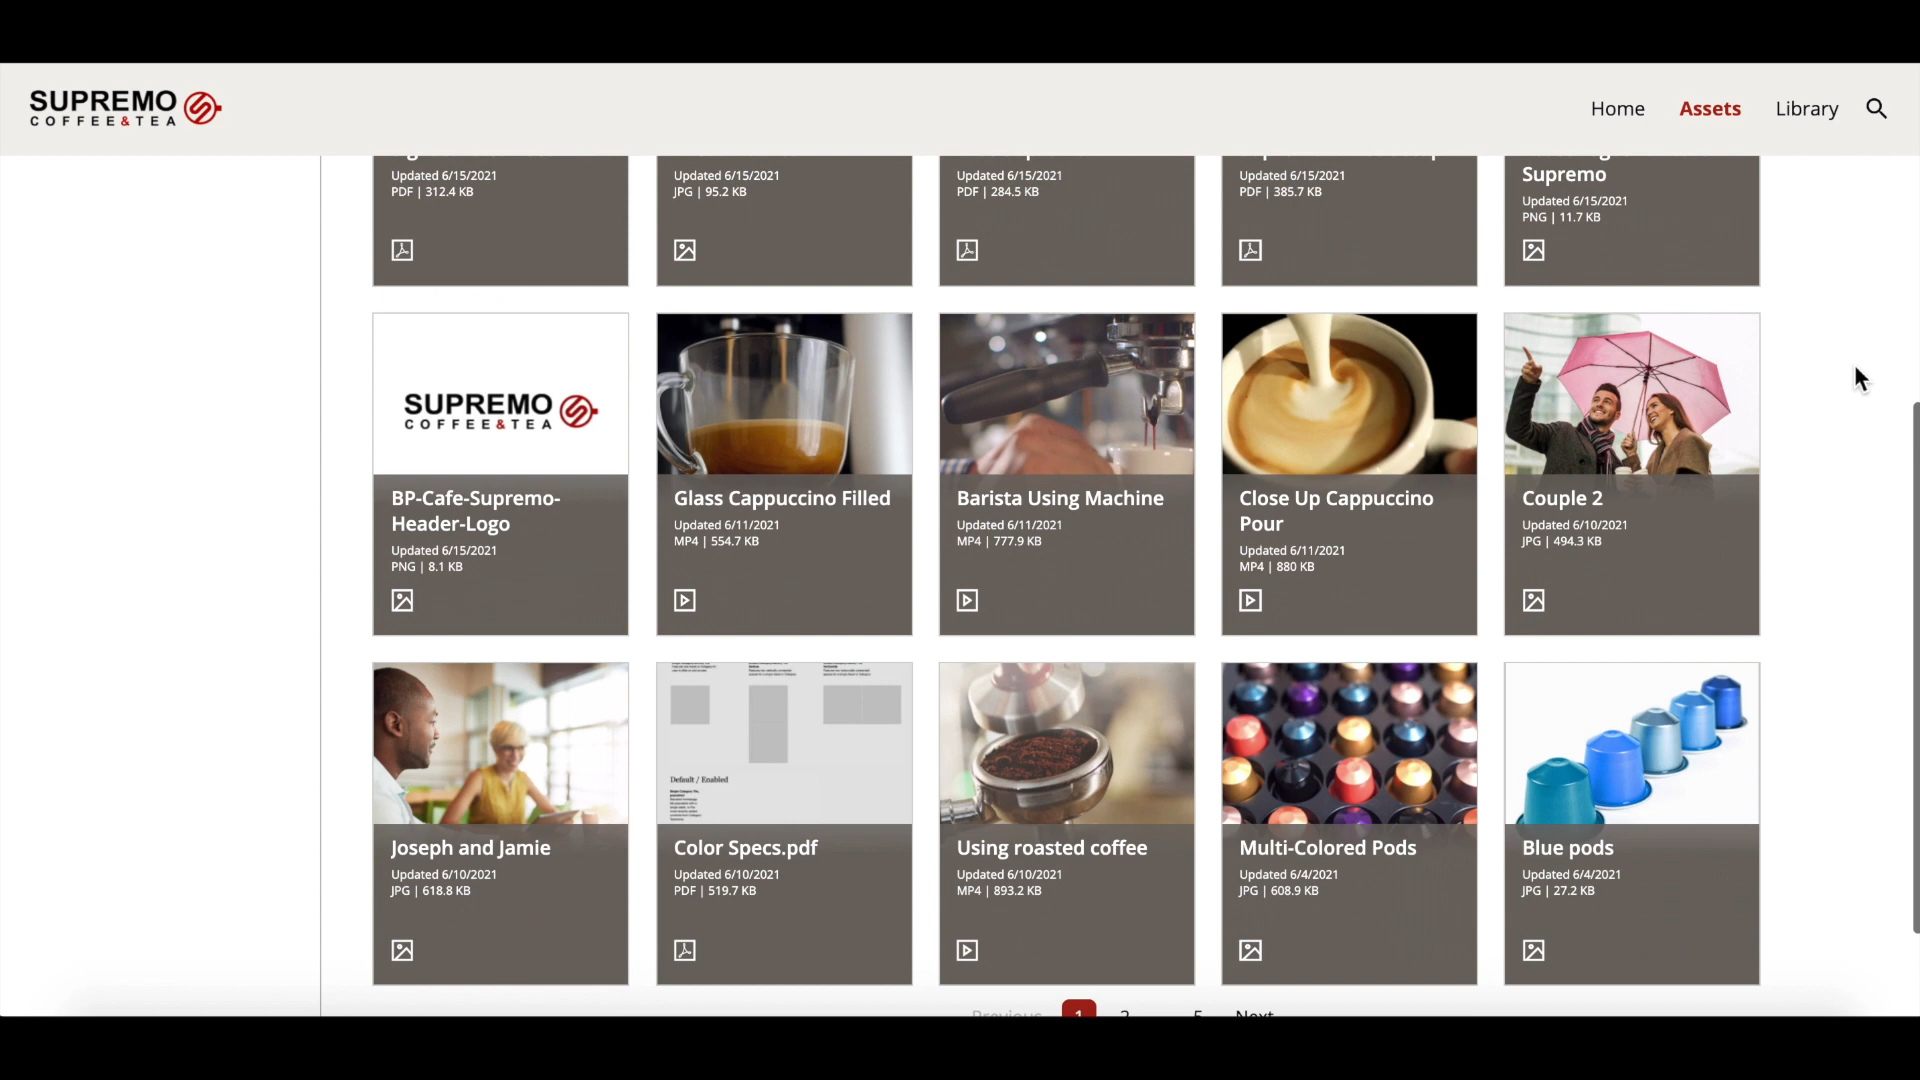 SUPREMO
COFFEE&TEA
Home Assets Library
Updated 6/15/2021
PDF | 312.4 KB
Updated 6/15/2021
JPG | 95.2 KB
Updated 6/15/2021
PDF | 284.5 KB
Updated 6/15/2021
PDF | 385.7 KB
Supremo
Updated 6/15/2021
PNG | 11.7 KB
SUPREMO
COFFEE&TEA
BP-Cafe-Supremo-
Header-Logo
Updated 6/15/2021
PNG | 8.1 KB
Glass Cappuccino Filled
Updated 6/11/2021
MP4 | 554.7 KB
Barista Using Machine
Updated 6/11/2021
MP4 | 777.9 KB
Close Up Cappuccino
Pour
Updated 6/11/2021
MP4 | 880 KB
Couple 2
Updated 6/10/2021
JPG | 494.3 KB
Joseph and Jamie
Updated 6/10/2021
JPG | 618.8 KB
Default / Enabled
Color Specs.pdf
Updated 6/10/2021
PDF | 519.7 KB
Using roasted coffee
Updated 6/10/2021
MP4 | 893.2 KB
Multi-Colored Pods
Updated 6/4/2021
JPG | 608.9 KB
Blue pods
Updated 6/4/2021
JPG | 27.2 KB
Previous 1 2 5 Next